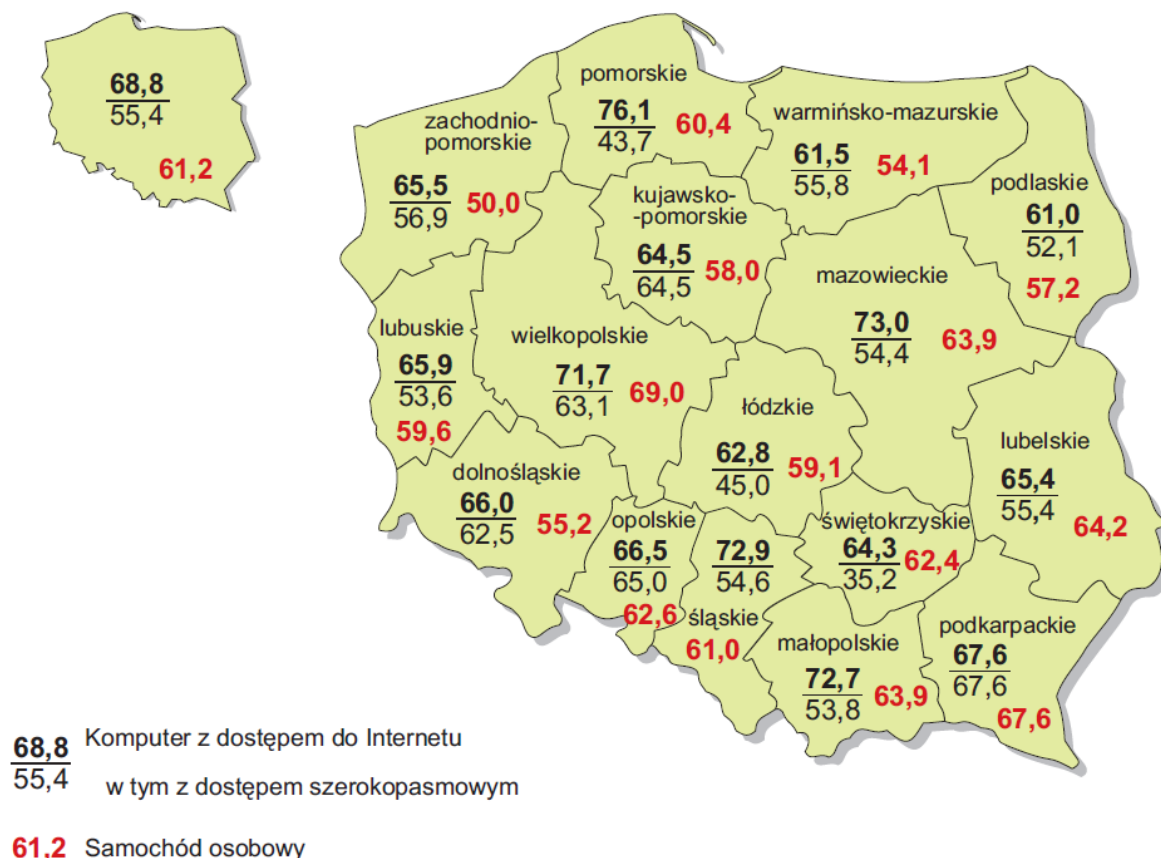 68,8
55,4
61,2
pomorskie
76,1
43,7
60,4
zachodnio-
pomorskie
65,5
56,9
50,0
warmińsko-mazurskie
61,5
55,8
54,1
podlaskie
61,0
52,1
57,2
kujawsko-
-pomorskie
64,5
64,5
58,0
mazowieckie
73,0
54,4
63,9
lubuskie
65,9
53,6
59,6
wielkopolskie
71,7
63,1
69,0
łódzkie
62,8
45,0
59,1
lubelskie
65,4
55,4
64,2
dolnośląskie
66,0
62,5
55,2
opolskie
66,5
65,0
62,6
72,9
54,6
śląskie
61,0
świętokrzyskie
64,3
35,2
62,4
małopolskie
72,7
53,8
63,9
podkarpackie
67,6
67,6
67,6
68,8
55,4
Komputer z dostępem do Internetu
w tym z dostępem szerokopasmowym
61,2 Samochód osobowy